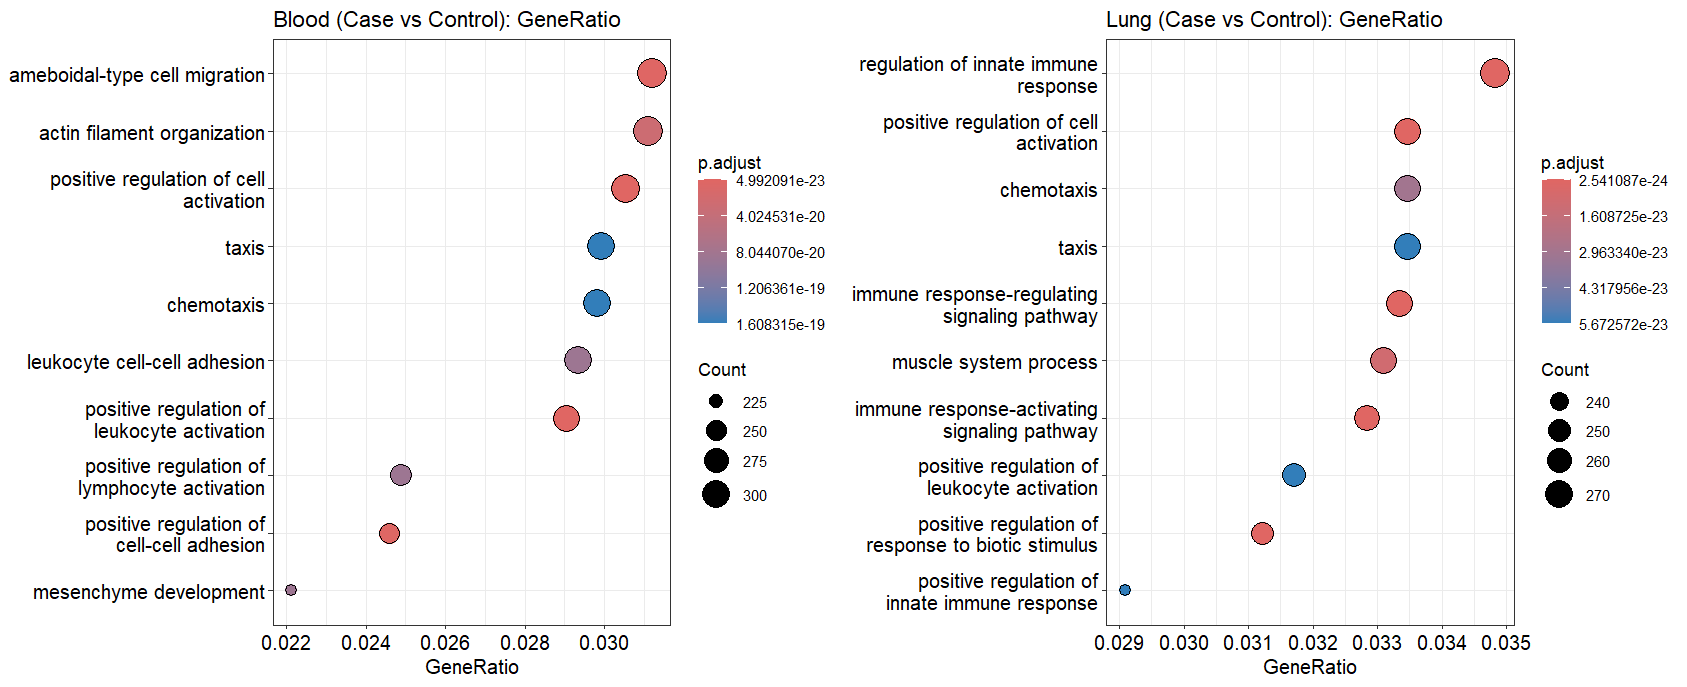 Blood (Case vs Control): GeneRatio
ameboidal-type cell migration
actin filament organization
positive regulation of cell
activation
taxis
chemotaxis
leukocyte cell-cell adhesion
positive regulation of
leukocyte activation
positive regulation of
lymphocyte activation
positive regulation of
cell-cell adhesion
mesenchyme development
0.022 0.024 0.026 0.028 0.030
GeneRatio
p.adjust
4.992091e-23
4.024531e-20
8.044070e-20
1.206361e-19
1.608315e-19
Count
225
250
275
300
Lung (Case vs Control): GeneRatio
regulation of innate immune
response
positive regulation of cell
activation
chemotaxis
taxis
immune response-regulating
signaling pathway
muscle system process
immune response-activating
signaling pathway
positive regulation of
leukocyte activation
positive regulation of
response to biotic stimulus
positive regulation of
innate immune response
0.029 0.030 0.031 0.032 0.033 0.034 0.035
GeneRatio
p.adjust
2.541087e-24
1.608725e-23
2.963340e-23
4.317956e-23
5.672572e-23
Count
240
250
260
270